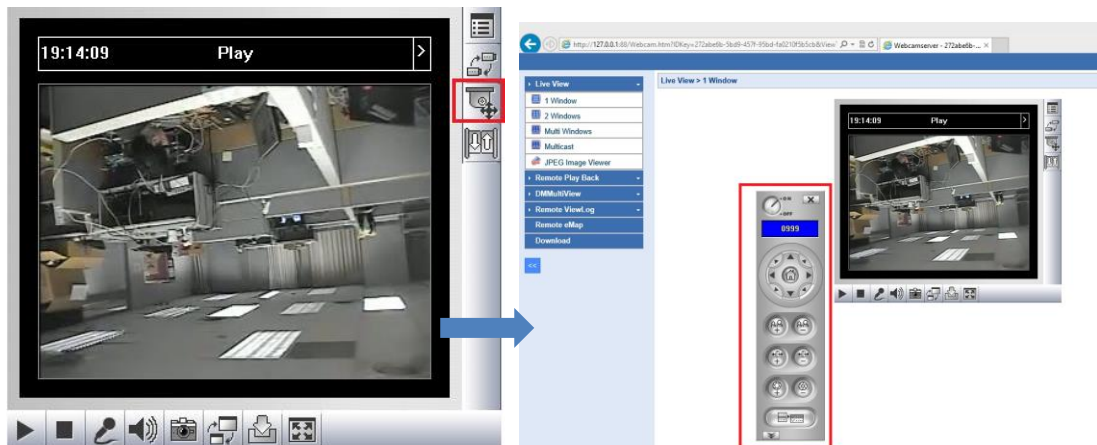 19:14:09 Play >
http://127.0.0.1:88/Webcam.htm?IDKey=272abe6b-5bd9-457f-95bd-fa0210f5b5cb&View
Webcamserver - 272abe6b-... ×
Live View
1 Window
2 Windows
Multi Windows
Multicast
JPEG Image Viewer
Remote Play Back
DMMultiView
Remote ViewLog
Remote eMap
Download
<<
Live View > 1 Window
ON
OFF
X
0999
19:14:09 Play >